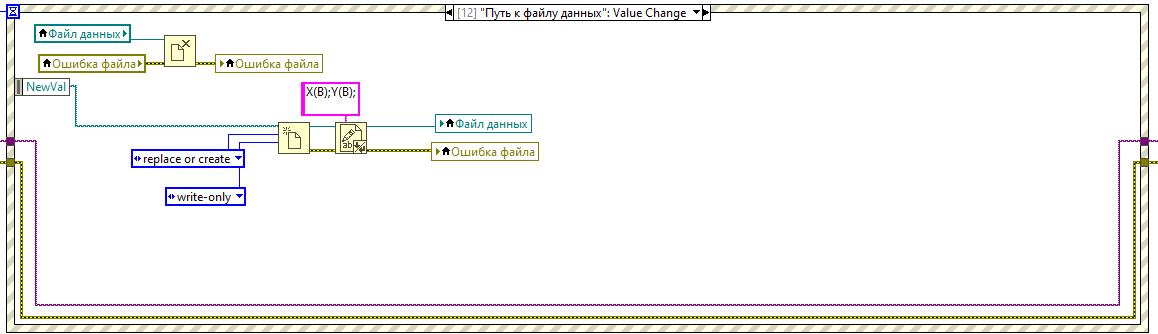 [12] "Путь к файлу данных": Value Change
Файл данных
Ошибка файла
Ошибка файла
NewVal
X(B);Y(B);
Файл данных
replace or create
Ошибка файла
write-only
ab